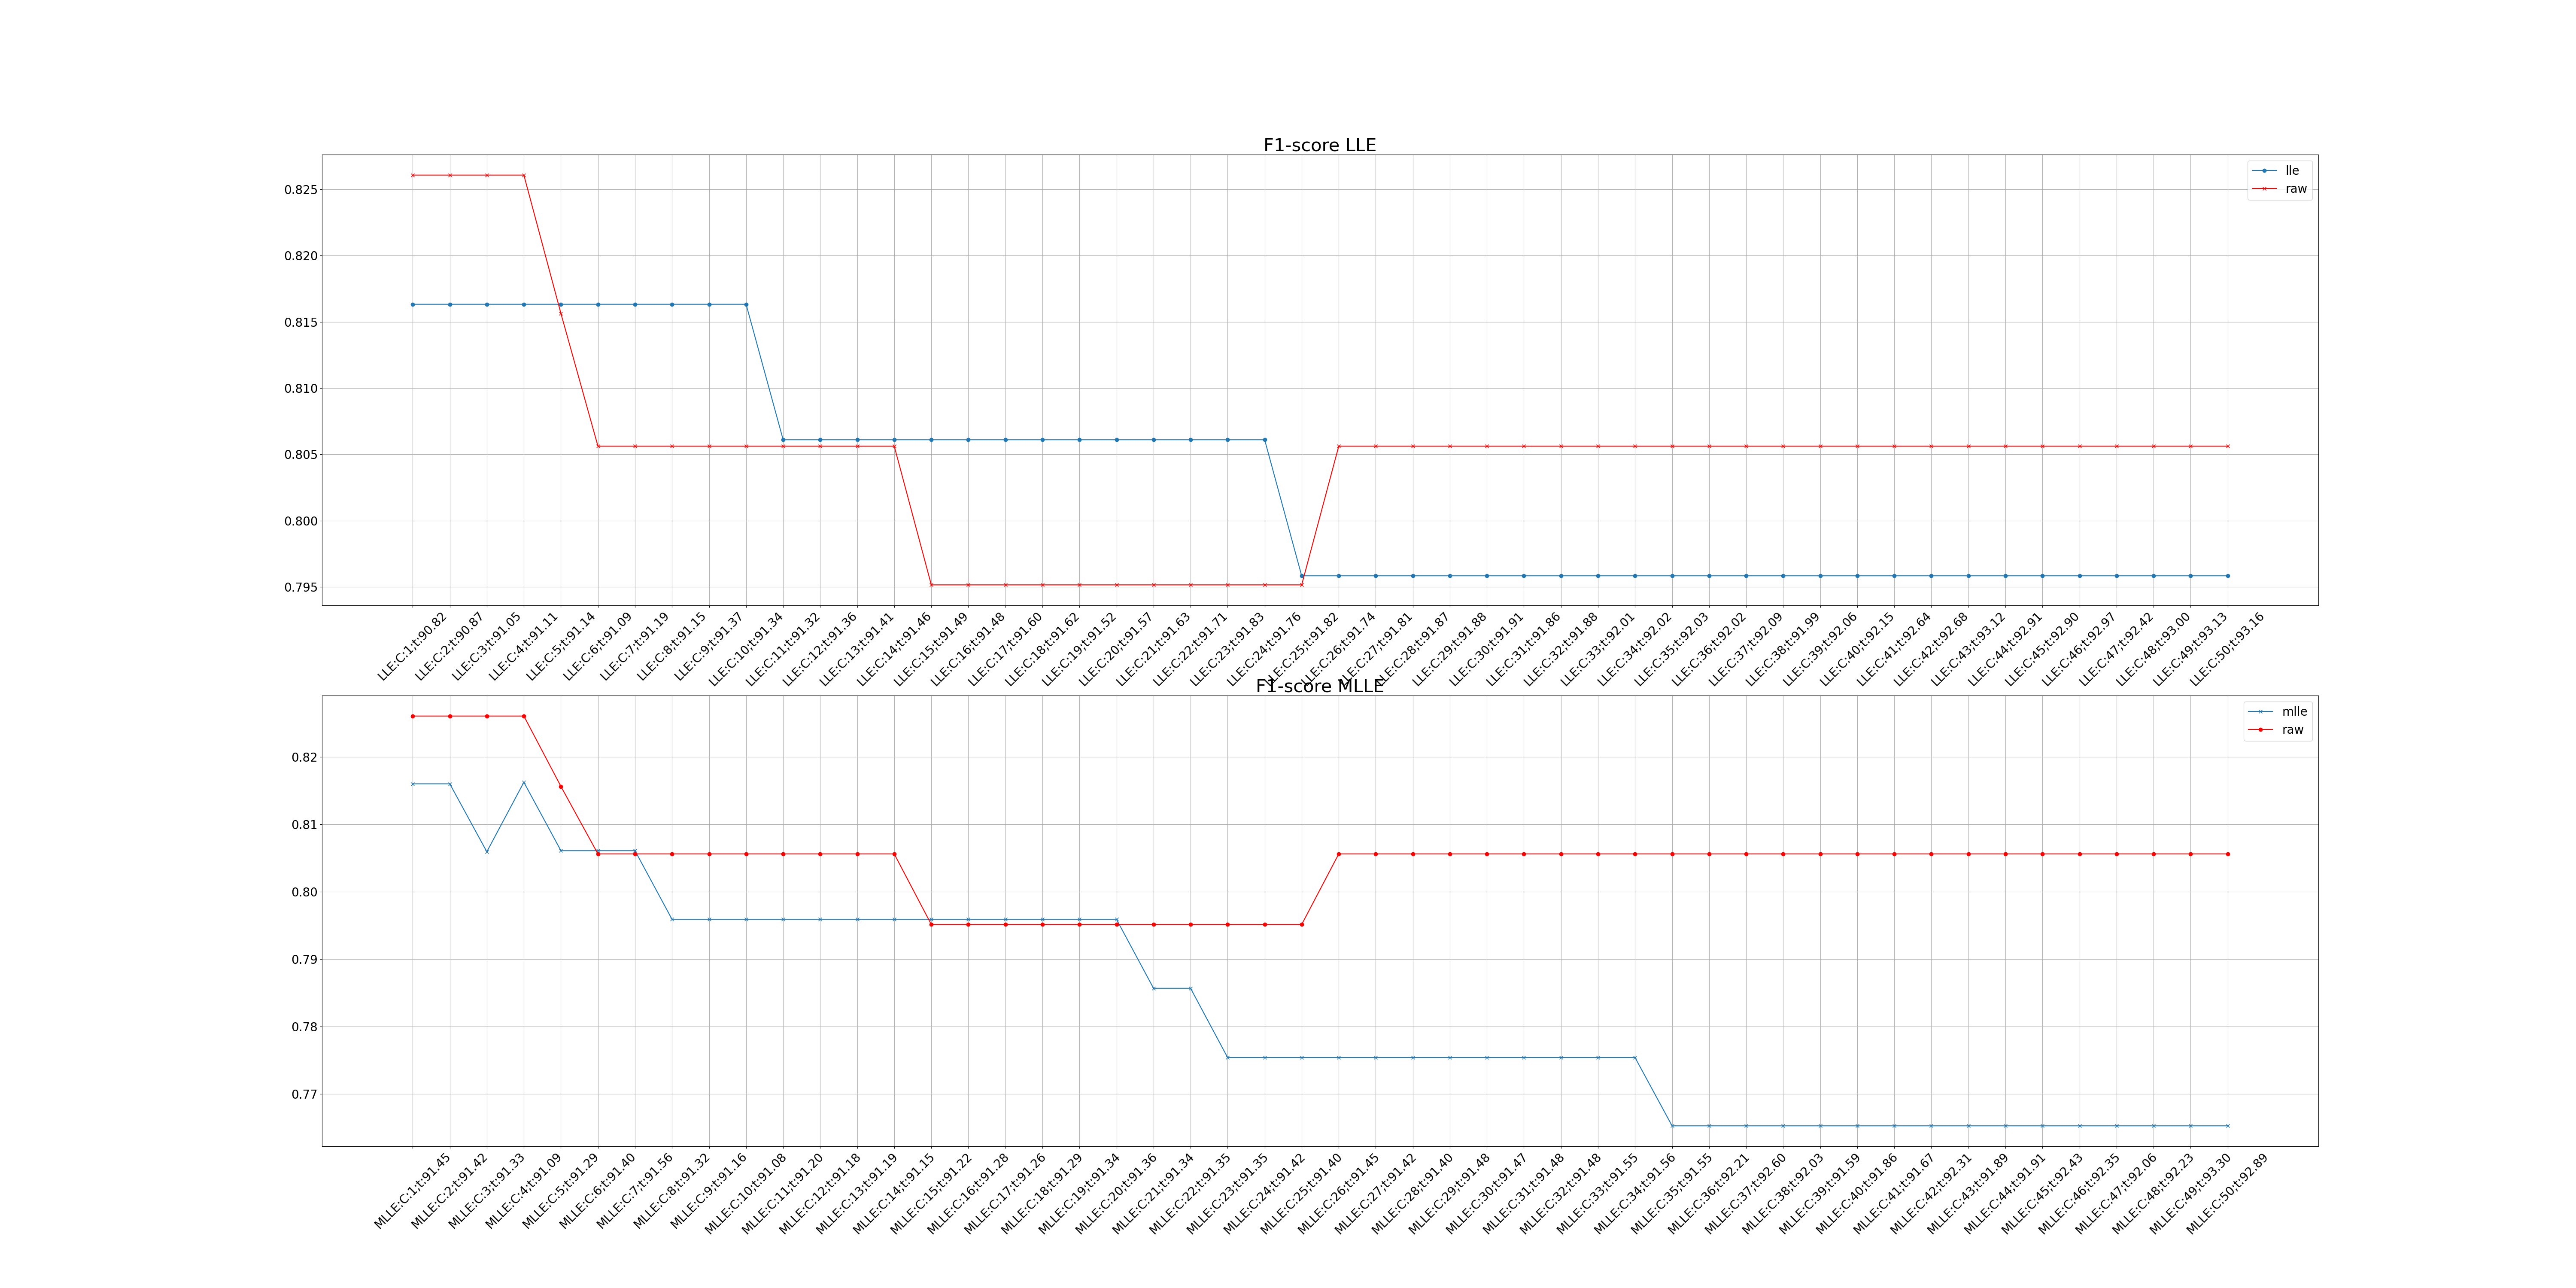 F1-score LLE
lle
raw
0.825
0.820
0.815
0.810
0.805
0.800
0.795
LLE:C:1;t:90.82
LLE:C:2;t:90.87
LLE:C:3;t:91.05
LLE:C:4;t:91.11
LLE:C:5;t:91.14
LLE:C:6;t:91.09
LLE:C:7;t:91.19
LLE:C:8;t:91.15
LLE:C:9;t:91.37
LLE:C:10;t:91.34
LLE:C:11;t:91.32
LLE:C:12;t:91.36
LLE:C:13;t:91.41
LLE:C:14;t:91.46
LLE:C:15;t:91.49
LLE:C:16;t:91.48
LLE:C:17;t:91.60
LLE:C:18;t:91.62
LLE:C:19;t:91.52
LLE:C:20;t:91.57
LLE:C:21;t:91.63
LLE:C:22;t:91.71
LLE:C:23;t:91.83
LLE:C:24;t:91.76
LLE:C:25;t:91.82
LLE:C:26;t:91.74
LLE:C:27;t:91.81
LLE:C:28;t:91.87
LLE:C:29;t:91.88
LLE:C:30;t:91.91
LLE:C:31;t:91.86
LLE:C:32;t:91.88
LLE:C:33;t:92.01
LLE:C:34;t:92.02
LLE:C:35;t:92.03
LLE:C:36;t:92.02
LLE:C:37;t:92.09
LLE:C:38;t:91.99
LLE:C:39;t:92.06
LLE:C:40;t:92.15
LLE:C:41;t:92.64
LLE:C:42;t:92.68
LLE:C:43;t:93.12
LLE:C:44;t:92.91
LLE:C:45;t:92.90
LLE:C:46;t:92.97
LLE:C:47;t:92.42
LLE:C:48;t:93.00
LLE:C:49;t:93.13
LLE:C:50;t:93.16
F1-score MLLE
mlle
raw
0.82
0.81
0.80
0.79
0.78
0.77
MLLE:C:1;t:91.45
MLLE:C:2;t:91.42
MLLE:C:3;t:91.33
MLLE:C:4;t:91.09
MLLE:C:5;t:91.29
MLLE:C:6;t:91.40
MLLE:C:7;t:91.56
MLLE:C:8;t:91.32
MLLE:C:9;t:91.16
MLLE:C:10;t:91.08
MLLE:C:11;t:91.20
MLLE:C:12;t:91.18
MLLE:C:13;t:91.19
MLLE:C:14;t:91.15
MLLE:C:15;t:91.22
MLLE:C:16;t:91.28
MLLE:C:17;t:91.26
MLLE:C:18;t:91.29
MLLE:C:19;t:91.34
MLLE:C:20;t:91.36
MLLE:C:21;t:91.34
MLLE:C:22;t:91.35
MLLE:C:23;t:91.35
MLLE:C:24;t:91.42
MLLE:C:25;t:91.40
MLLE:C:26;t:91.45
MLLE:C:27;t:91.42
MLLE:C:28;t:91.40
MLLE:C:29;t:91.48
MLLE:C:30;t:91.47
MLLE:C:31;t:91.48
MLLE:C:32;t:91.48
MLLE:C:33;t:91.55
MLLE:C:34;t:91.56
MLLE:C:35;t:91.55
MLLE:C:36;t:92.21
MLLE:C:37;t:92.60
MLLE:C:38;t:92.03
MLLE:C:39;t:91.59
MLLE:C:40;t:91.86
MLLE:C:41;t:91.67
MLLE:C:42;t:92.31
MLLE:C:43;t:91.89
MLLE:C:44;t:91.91
MLLE:C:45;t:92.43
MLLE:C:46;t:92.35
MLLE:C:47;t:92.06
MLLE:C:48;t:92.23
MLLE:C:49;t:93.30
MLLE:C:50;t:92.89